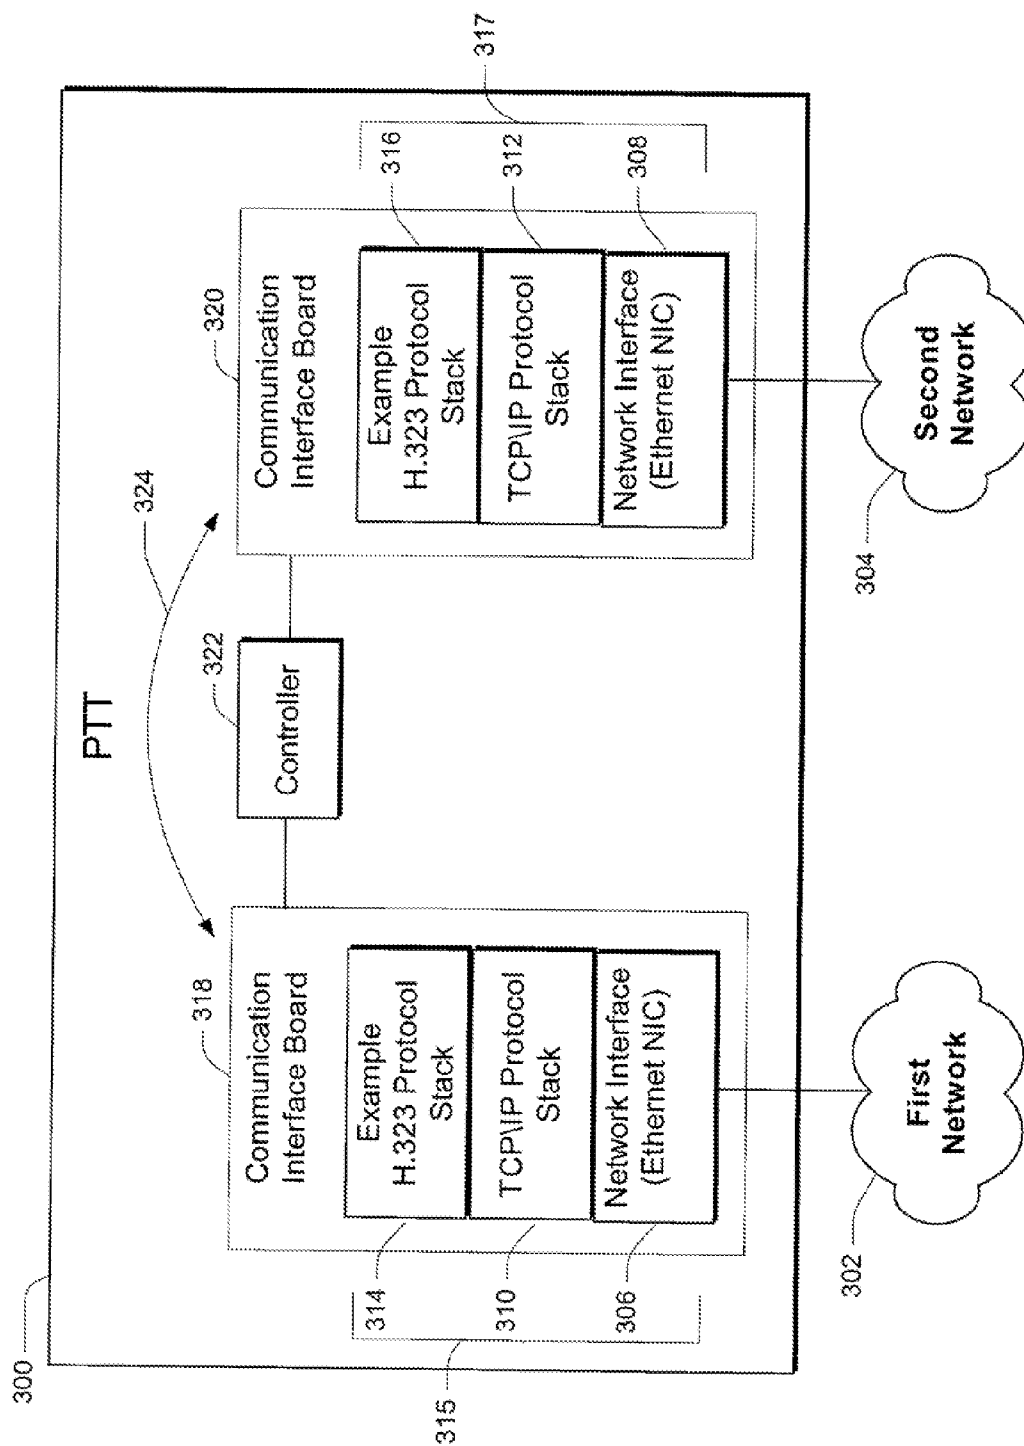 300
PTT
324
318
Communication
Interface Board
322
Controller
320
Communication
Interface Board
314
Example
H.323 Protocol
Stack
310
TCP\IP Protocol
Stack
306
Network Interface
(Ethernet NIC)
315
Example
H.323 Protocol
Stack
316
TCP\IP Protocol
Stack
312
Network Interface
(Ethernet NIC)
308
317
302
First
Network
304
Second
Network